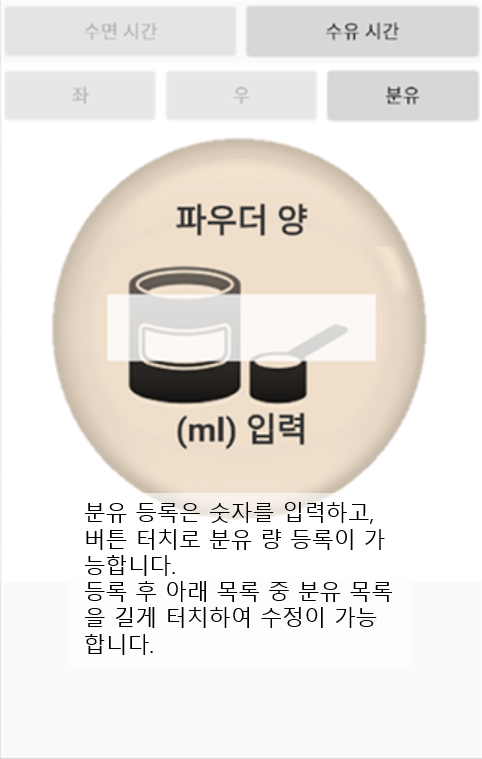 수면 시간 수유 시간
좌 우 분유
파우더 양
(ml) 입력
분유 등록은 숫자를 입력하고,
버튼 터치로 분유 량 등록이 가
능합니다.
등록 후 아래 목록 중 분유 목록
을 길게 터치하여 수정이 가능
합니다.